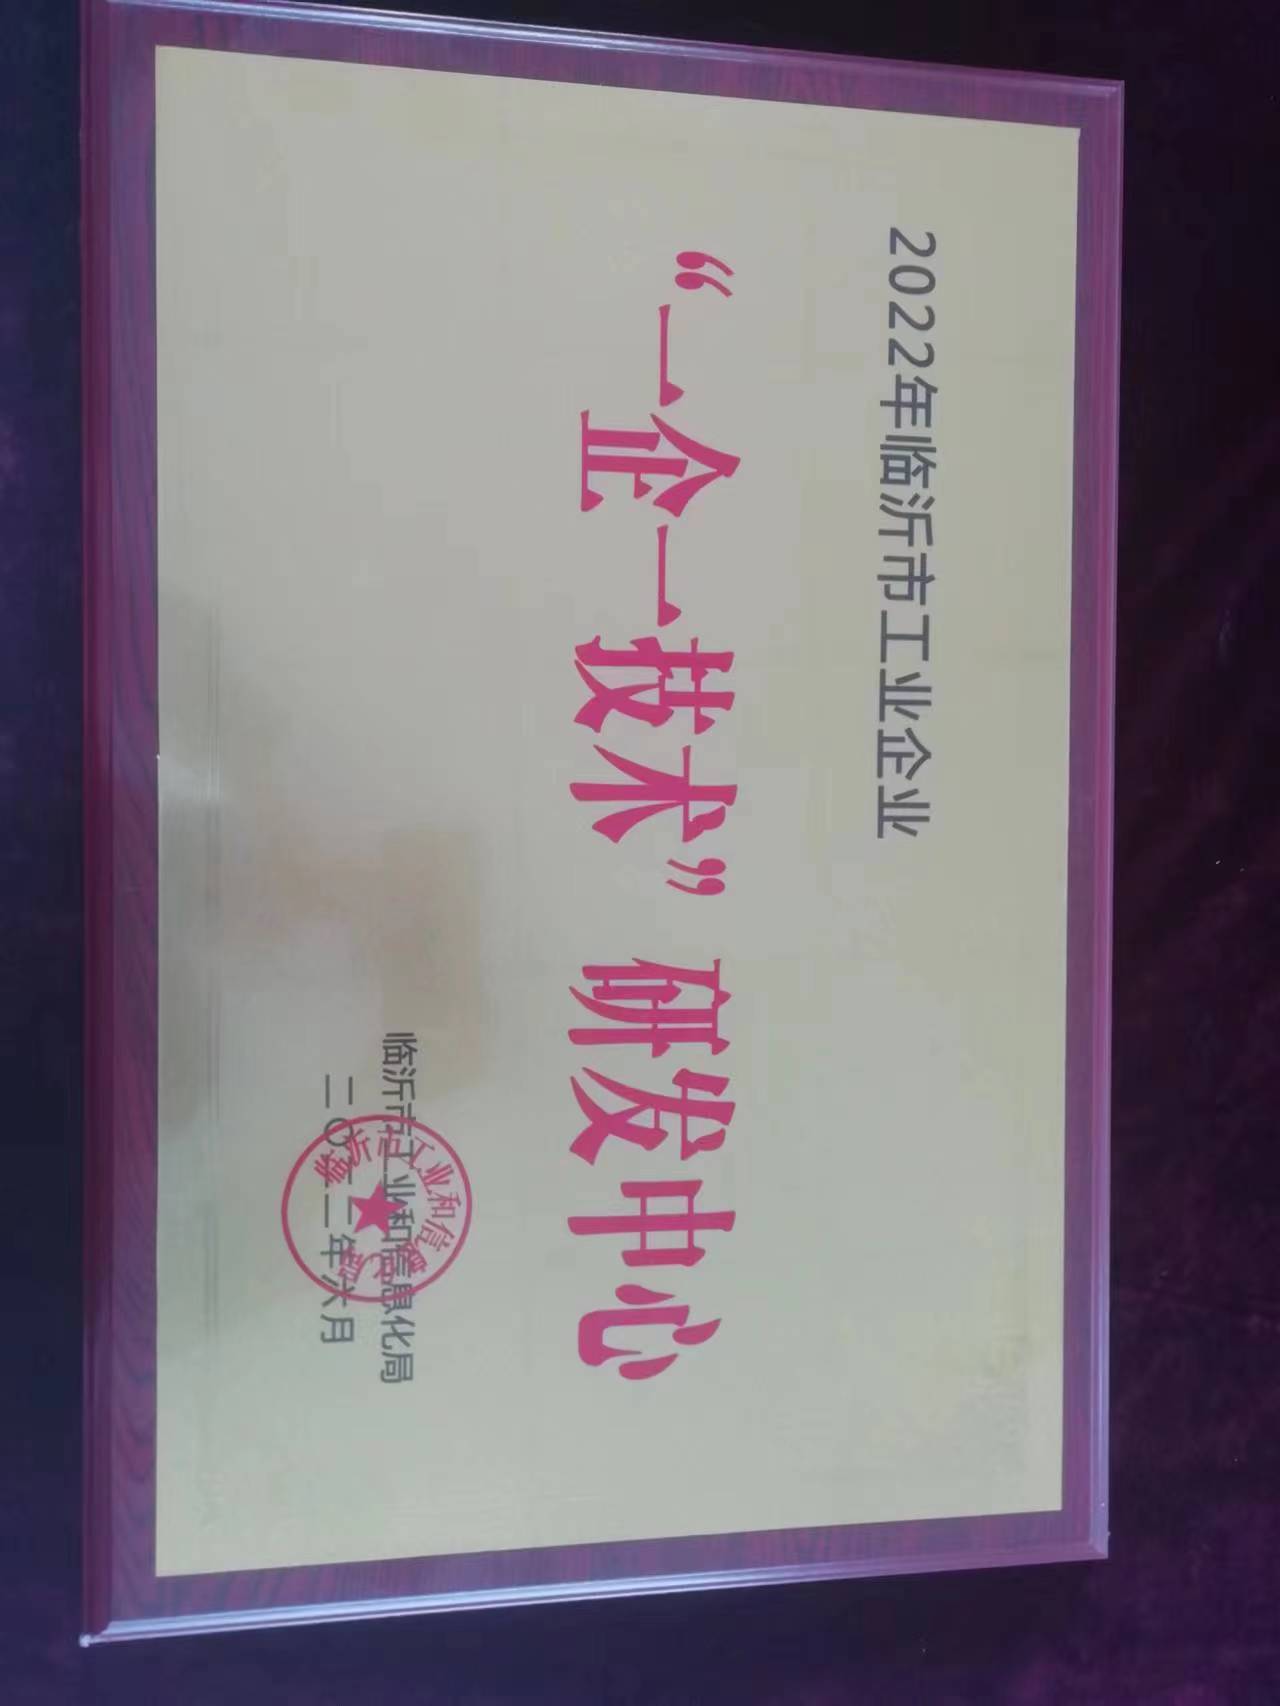 2022年临沂市工业企业
“一企一技术”研发中心
临沂市工业和信息化局
二〇二二年六月